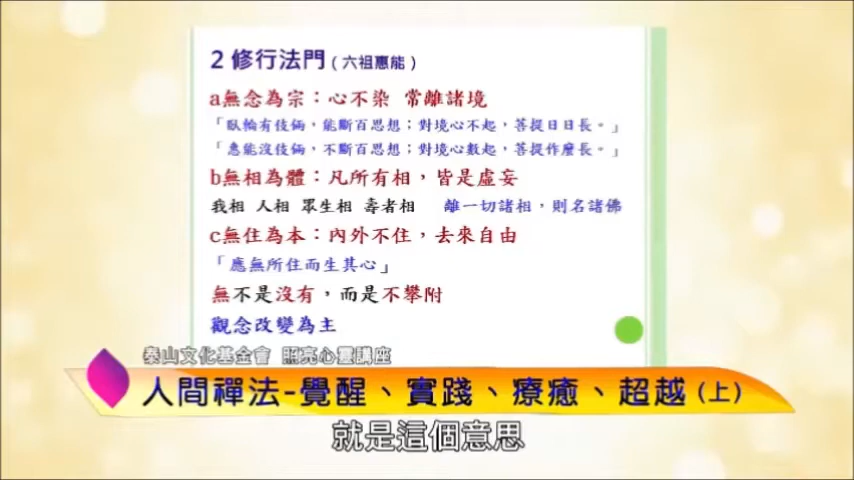 2 修行法門（六祖惠能）
a無念為宗：心不染 常離諸境
「臥輪有伎倆，能斷百思想；對境心不起，菩提日日長。」
「惠能沒伎倆，不斷百思想；對境心數起，菩提作麼長。」
b無相為體：凡所有相，皆是虛妄
我相 人相 眾生相 壽者相 離一切諸相，則名諸佛
c無住為本：內外不住，去來自由
「應無所住而生其心」
無不是沒有，而是不攀附
觀念改變為主
泰山文化基金會 照亮心靈講座
人間禪法-覺醒、實踐、療癒、超越(上)
就是這個意思